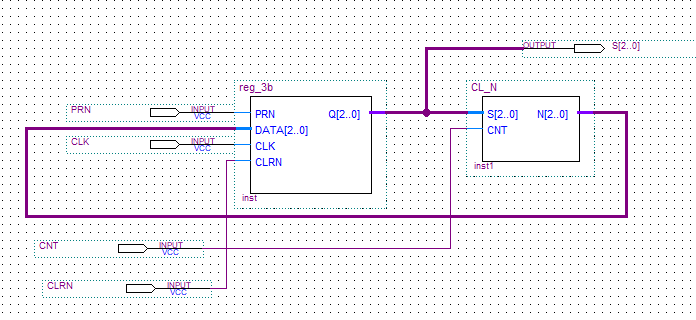 OUTPUT S[2..0]
reg_3b CL_N
PRN INPUT VCC PRN Q[2..0] S[2..0] N[2..0]
DATA[2..0] CNT
CLK INPUT VCC CLK
CLRN
inst1
inst
CNT INPUT VCC
CLRN INPUT VCC